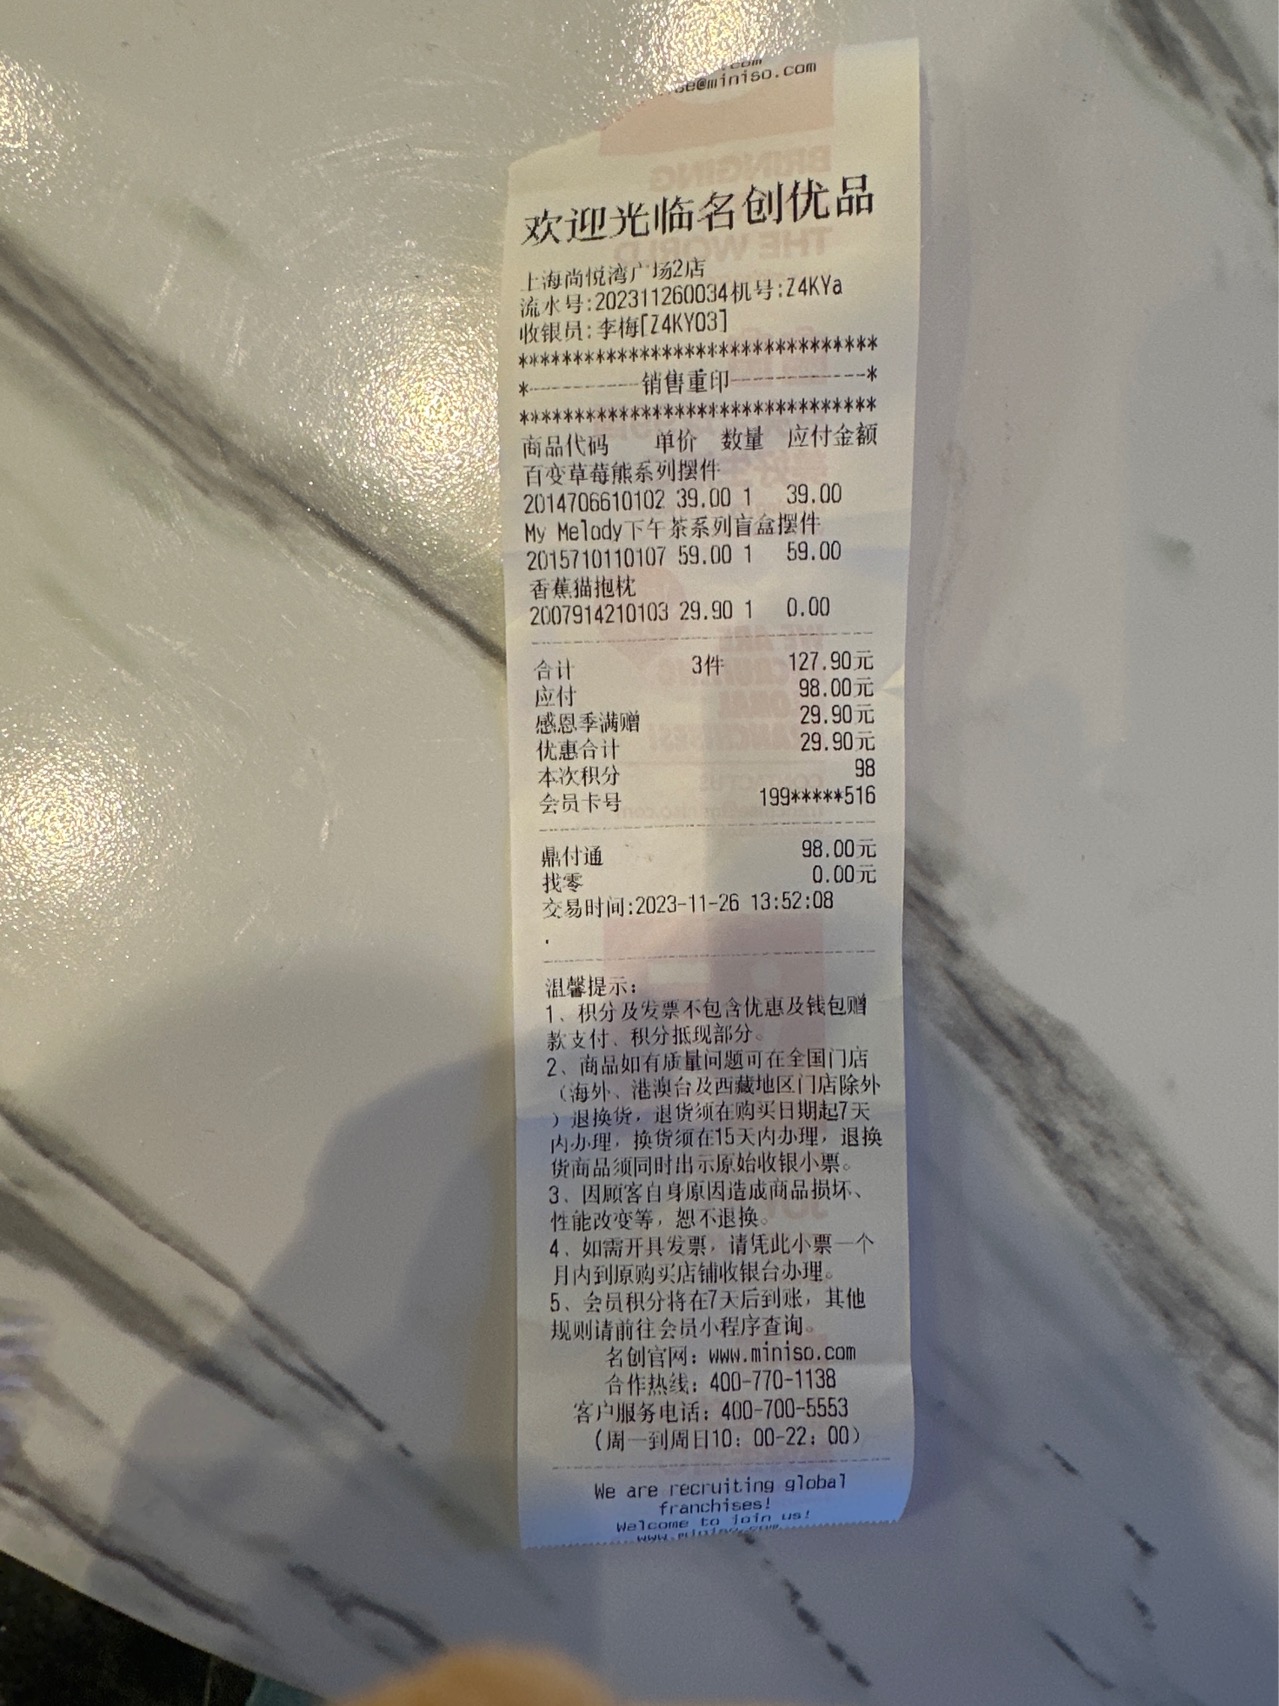 se@miniso.com
欢迎光临名创优品
上海尚悦湾广场2店
流水号:202311260034机号:Z4KYa
收银员:李梅[Z4KY03]
*********************************
*----------销售重印------------*
*********************************
商品代码 单价 数量 应付金额
百变草莓熊系列摆件
2014706610102 39.00 1 39.00
My Melody下午茶系列盲盒摆件
2015710110107 59.00 1 59.00
香蕉猫抱枕
2007914210103 29.90 1 0.00
合计 3件 127.90元
应付 98.00元
感恩季满赠 29.90元
优惠合计 29.90元
本次积分 98
会员卡号 199*****516
鼎付通 98.00元
找零 0.00元
交易时间:2023-11-26 13:52:08
.
温馨提示:
1、积分及发票不包含优惠及钱包赠
款支付、积分抵现部分。
2、商品如有质量问题可在全国门店
（海外、港澳台及西藏地区门店除外
）退换货，退货须在购买日期起7天
内办理，换货须在15天内办理，退换
货商品须同时出示原始收银小票。
3、因顾客自身原因造成商品损坏、
性能改变等，恕不退换。
4、如需开具发票，请凭此小票一个
月内到原购买店铺收银台办理。
5、会员积分将在7天后到账，其他
规则请前往会员小程序查询。
名创官网：www.miniso.com
合作热线：400-770-1138
客户服务电话：400-700-5553
（周一到周日10：00-22：00）
We are recruiting global
franchises!
Welcome to join us!
www.miniso.com